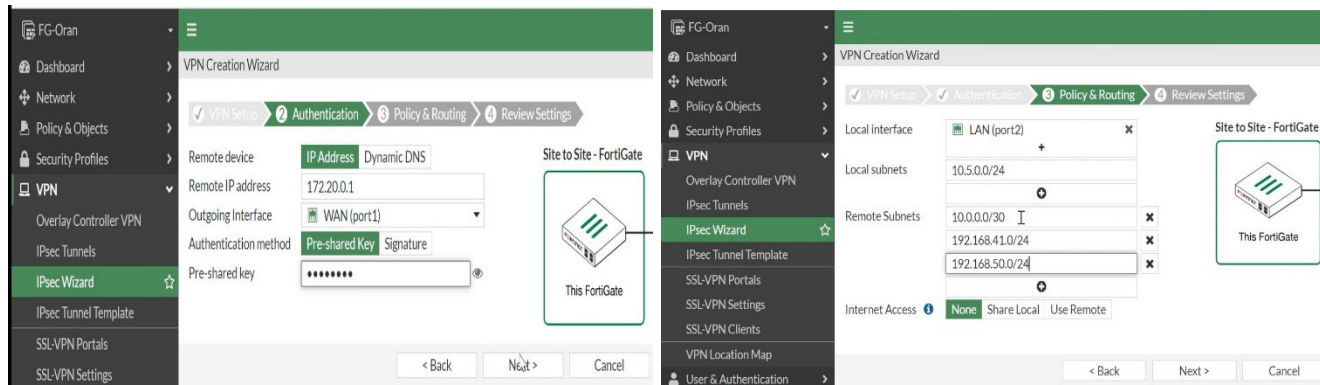 FG-Oran
Dashboard
Network
Policy & Objects
Security Profiles
VPN
Overlay Controller VPN
IPsec Tunnels
IPsec Wizard
IPsec Tunnel Template
SSL-VPN Portals
SSL-VPN Settings
VPN Creation Wizard
VPN Setup 2 Authentication 3 Policy & Routing 4 Review Settings
Remote device IP Address Dynamic DNS
Remote IP address 172.20.0.1
Outgoing Interface WAN (port1)
Authentication method Pre-shared Key Signature
Pre-shared key ••••••••
Site to Site - FortiGate
This FortiGate
< Back Next > Cancel
FG-Oran
Dashboard
Network
Policy & Objects
Security Profiles
VPN
Overlay Controller VPN
IPsec Tunnels
IPsec Wizard
IPsec Tunnel Template
SSL-VPN Portals
SSL-VPN Settings
SSL-VPN Clients
VPN Location Map
User & Authentication
VPN Creation Wizard
VPN Setup Authentication 3 Policy & Routing 4 Review Settings
Local interface LAN (port2)
Local subnets 10.5.0.0/24
Remote Subnets 10.0.0.0/30
192.168.41.0/24
192.168.50.0/24
Internet Access None Share Local Use Remote
Site to Site - FortiGate
This FortiGate
< Back Next > Cancel